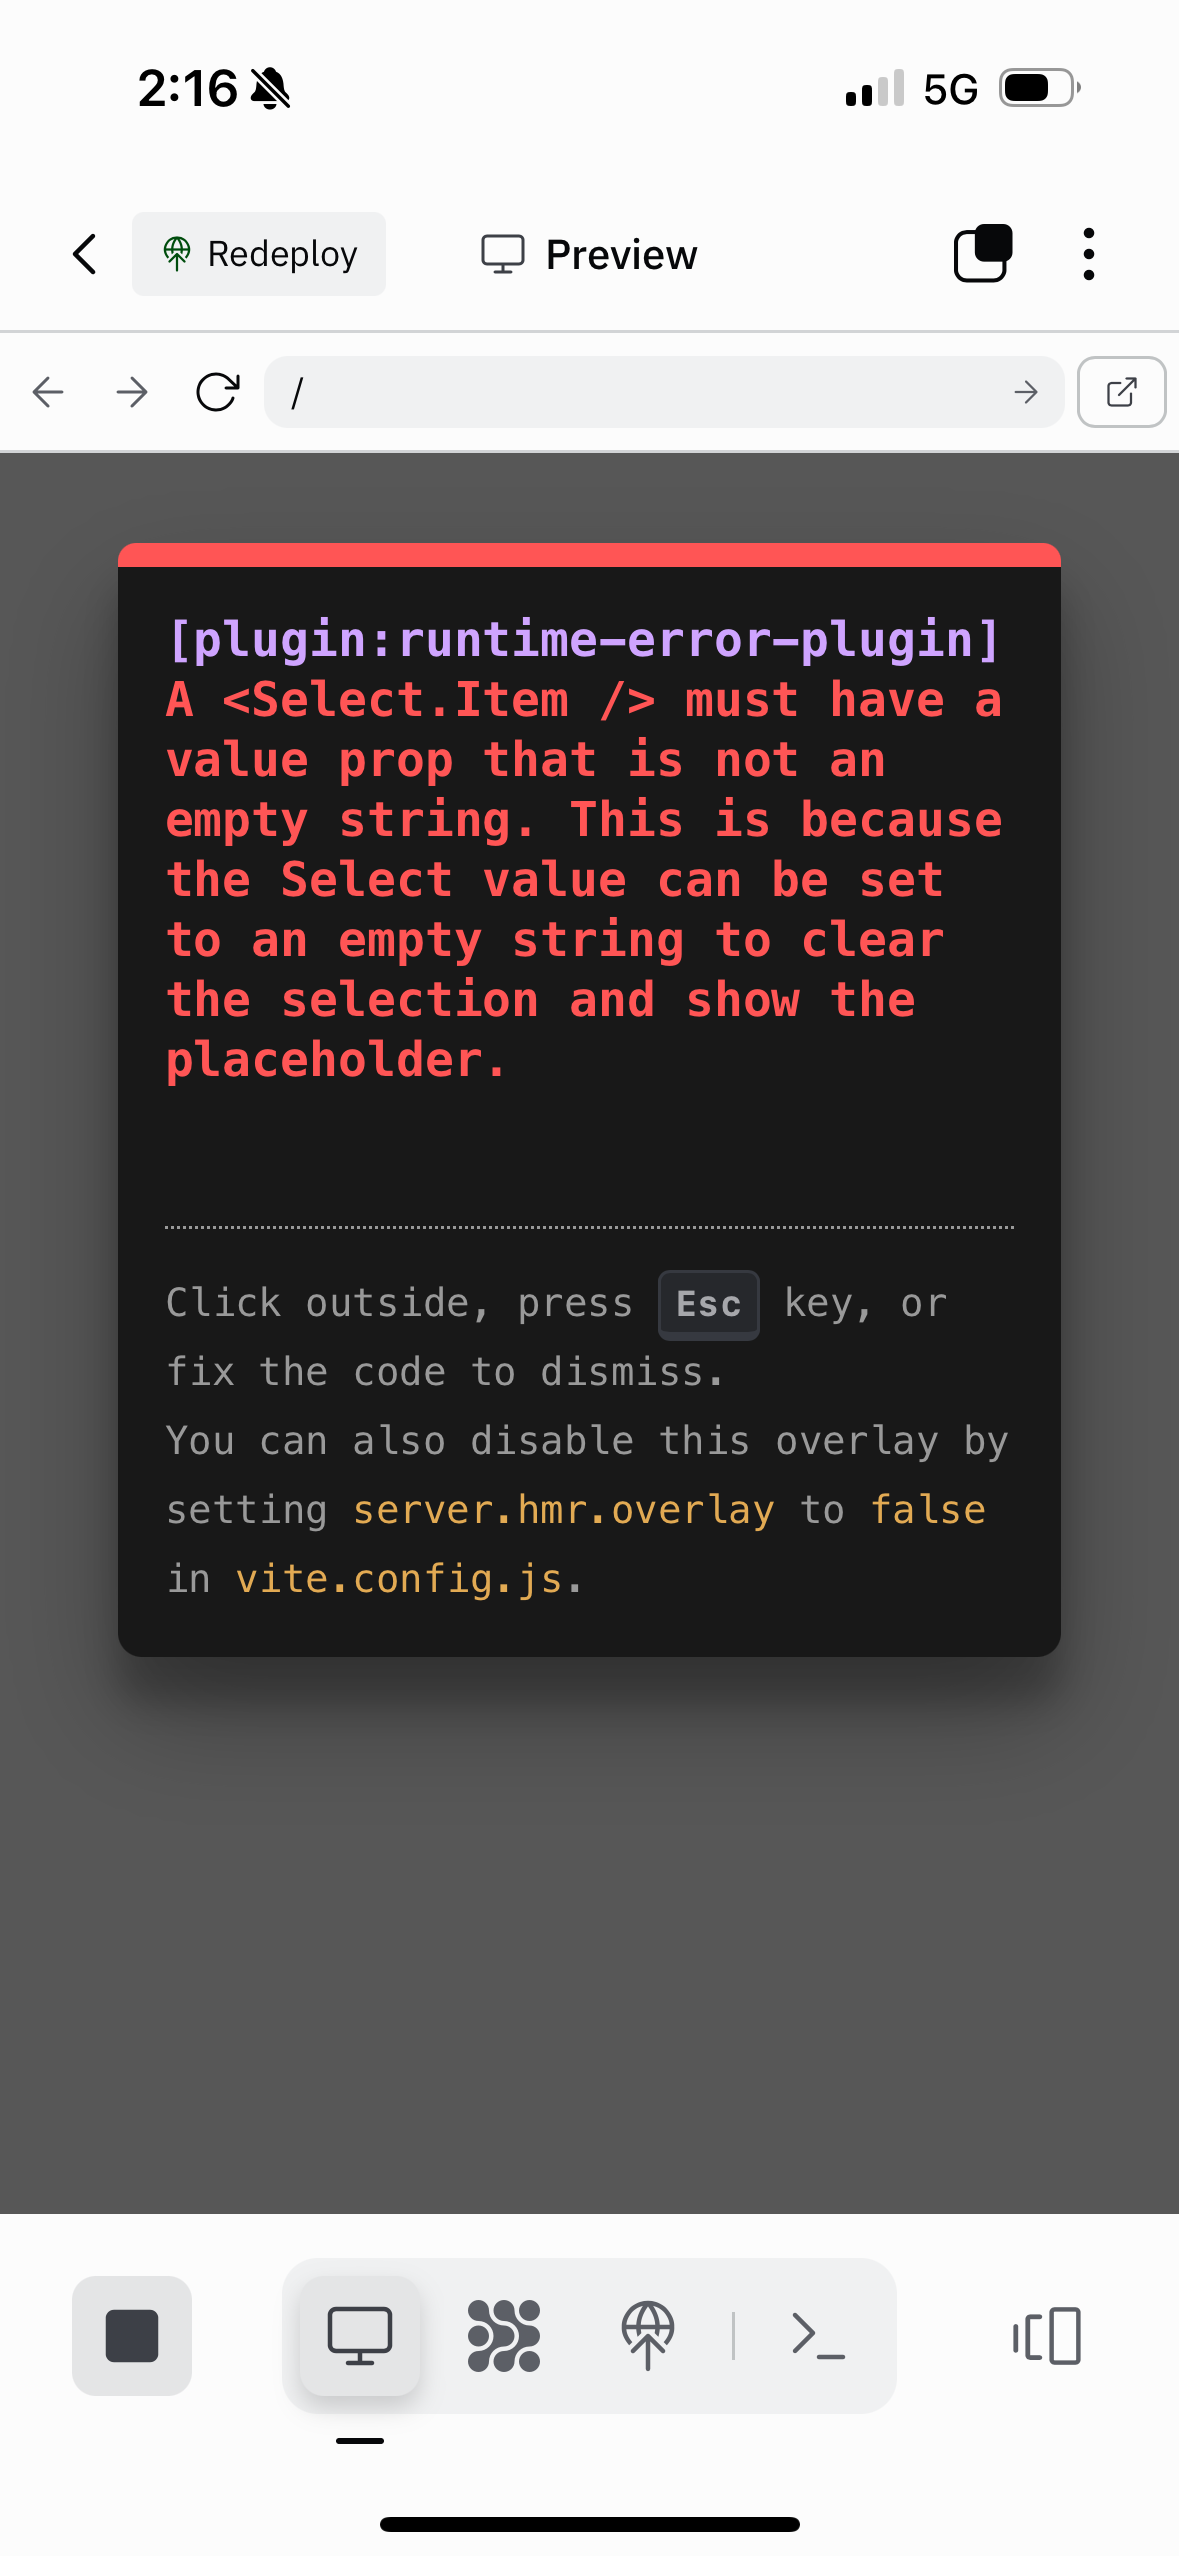 2:16 5G
Redeploy Preview
/
[plugin:runtime-error-plugin]
A <Select.Item /> must have a
value prop that is not an
empty string. This is because
the Select value can be set
to an empty string to clear
the selection and show the
placeholder.
Click outside, press Esc key, or
fix the code to dismiss.
You can also disable this overlay by
setting server.hmr.overlay to false
in vite.config.js.